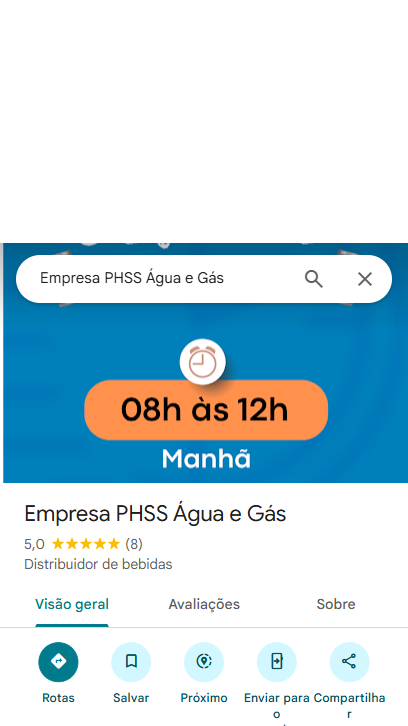 Empresa PHSS Água e Gás
08h às 12h
Manhã
Empresa PHSS Água e Gás
5,0 (8)
Distribuidor de bebidas
Visão geral Avaliações Sobre
Rotas Salvar Próximo Enviar para o Compartilhar